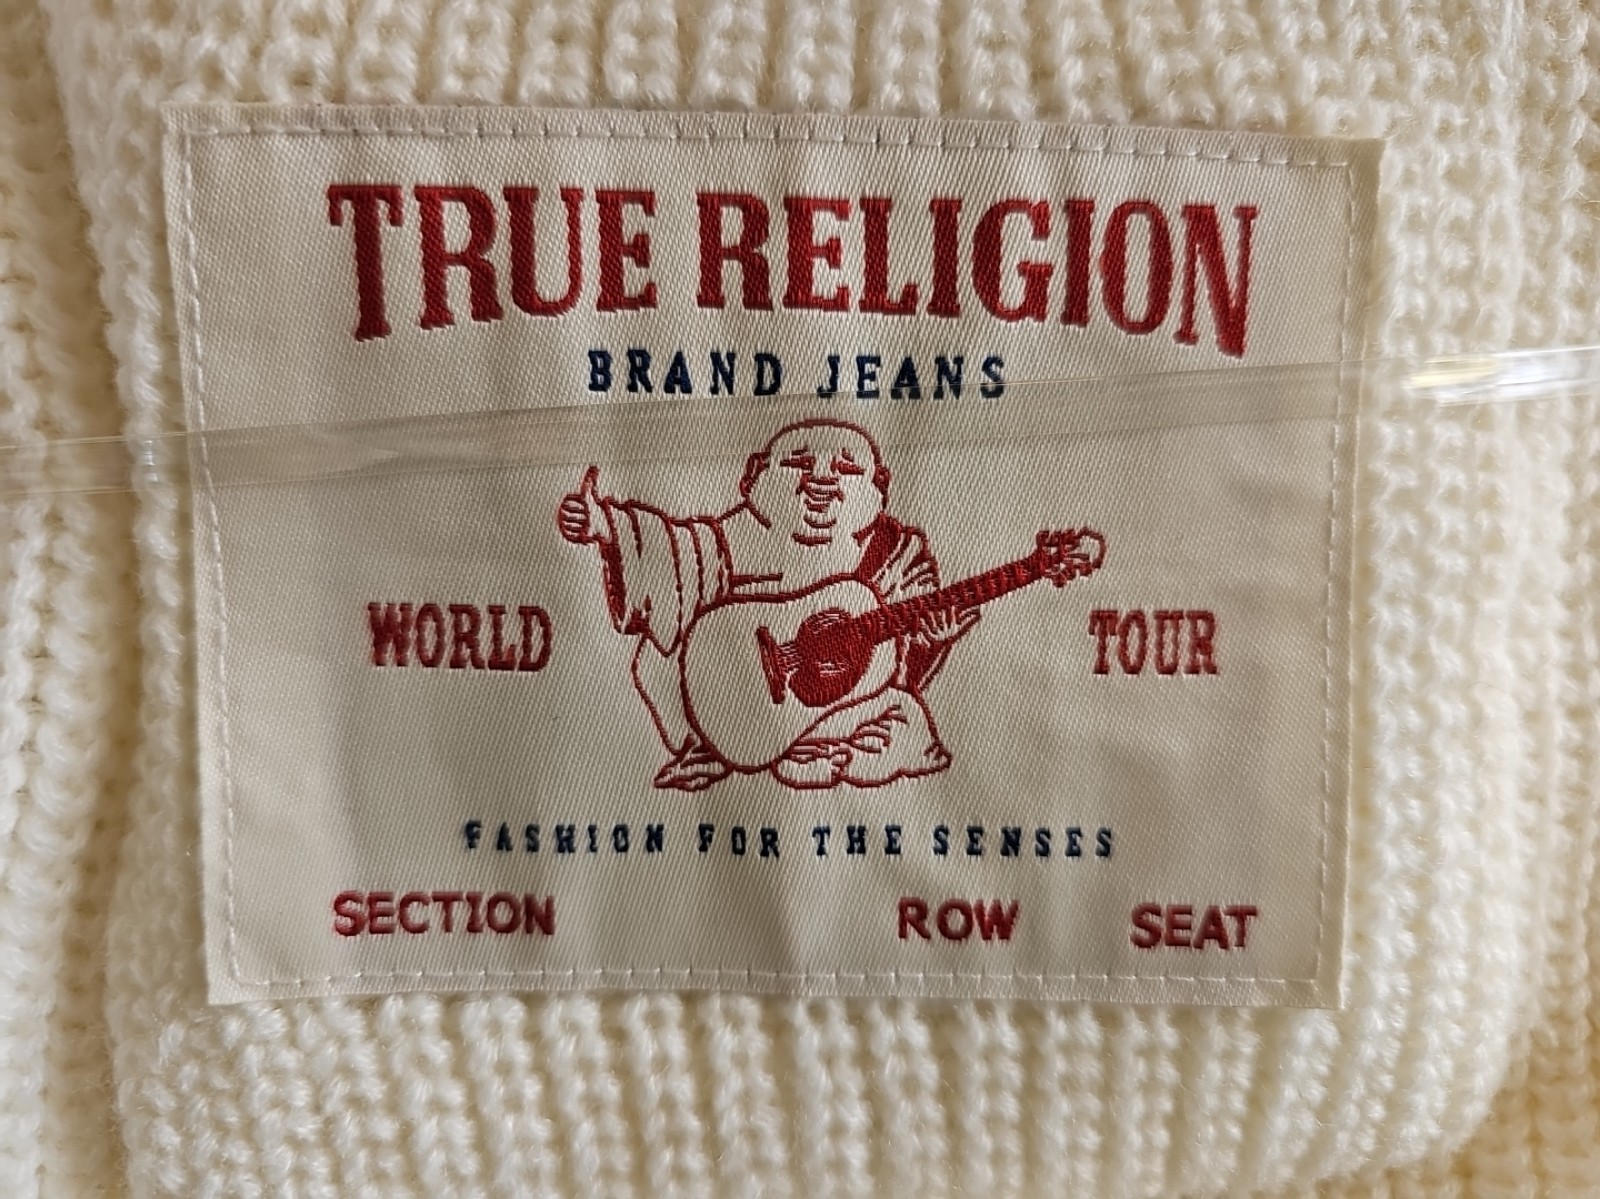 TRUE RELIGION
BRAND JEANS
WORLD TOUR
FASHION FOR THE SENSES
SECTION ROW SEAT